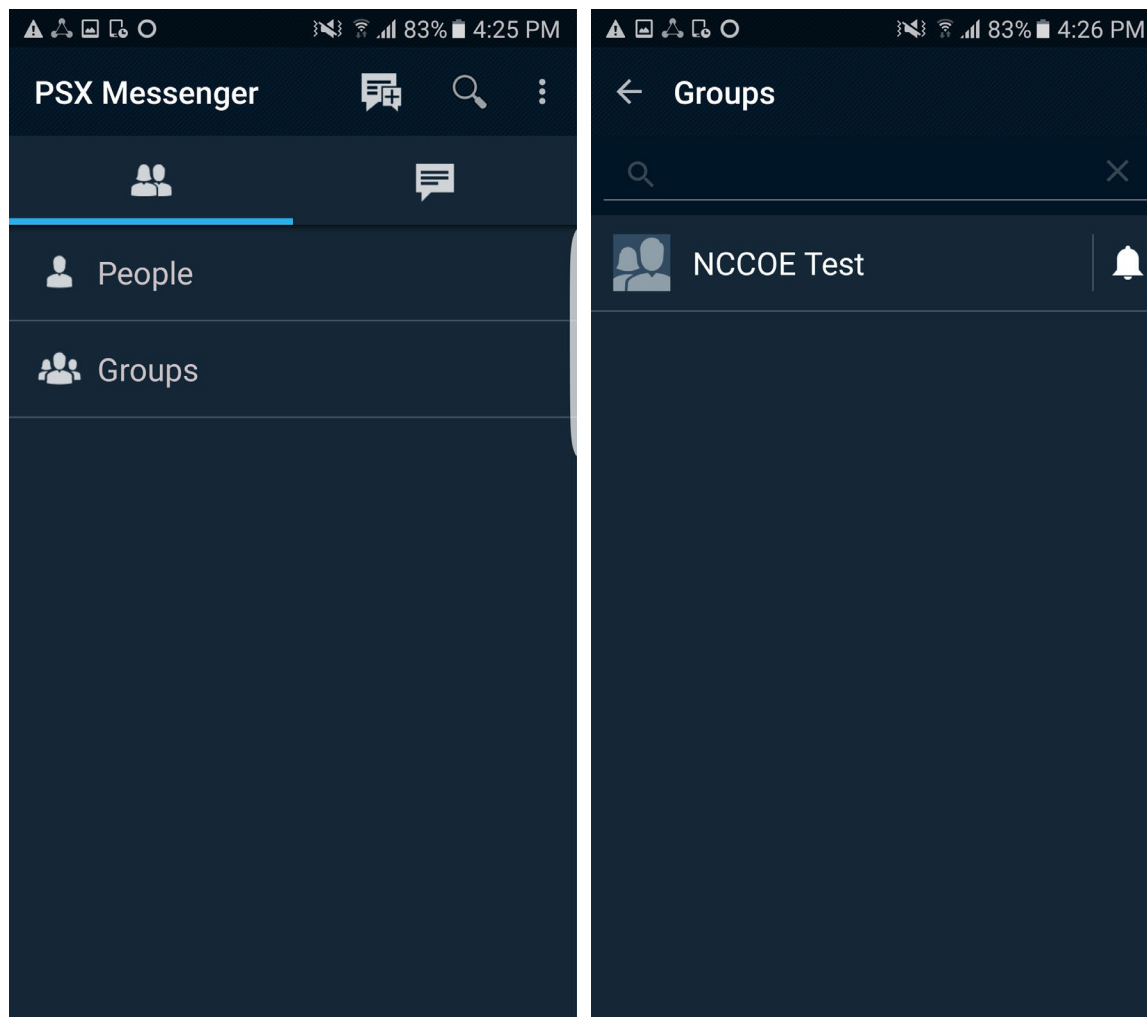 83% 4:25 PM
PSX Messenger
People
Groups
83% 4:26 PM
Groups
NCCOE Test